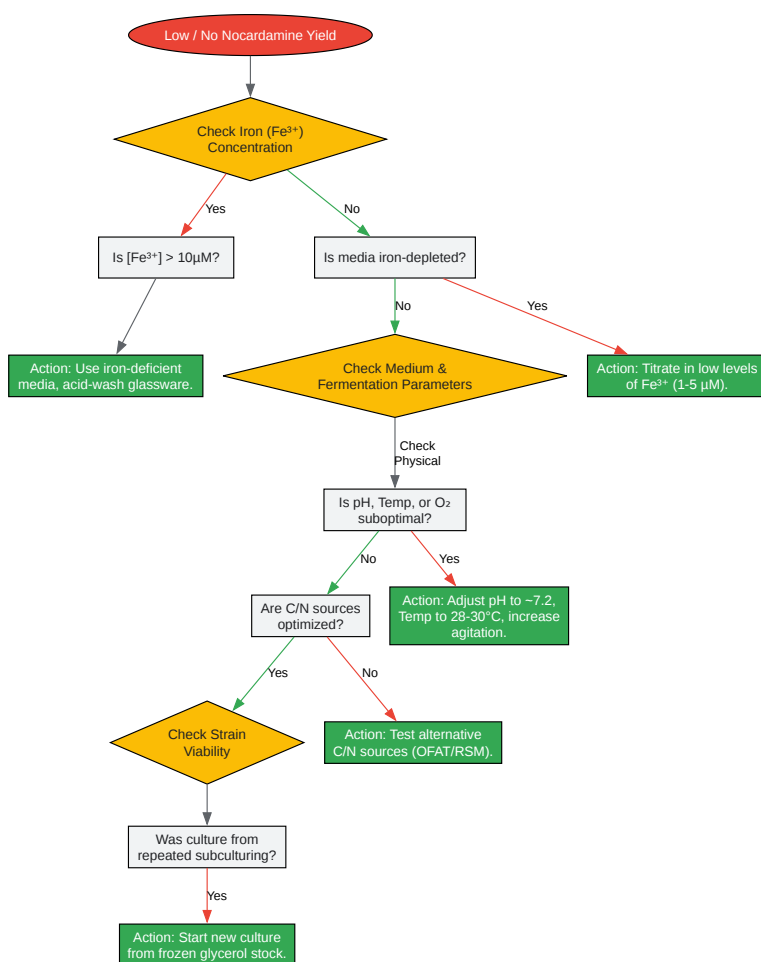 Low / No Nocardamine Yield
Check Iron (Fe³⁺)
Concentration
Yes
No
Is [Fe³⁺] > 10µM?
Is media iron-depleted?
No
Yes
Action: Use iron-deficient
media, acid-wash glassware.
Check Medium &
Fermentation Parameters
Action: Titrate in low levels
of Fe³⁺ (1-5 µM).
Check
Physical
Is pH, Temp, or O₂
suboptimal?
No
Yes
Are C/N sources
optimized?
Action: Adjust pH to ~7.2,
Temp to 28-30°C, increase
agitation.
Yes
No
Check Strain
Viability
Action: Test alternative
C/N sources (OFAT/RSM).
Was culture from
repeated subculturing?
Yes
Action: Start new culture
from frozen glycerol stock.